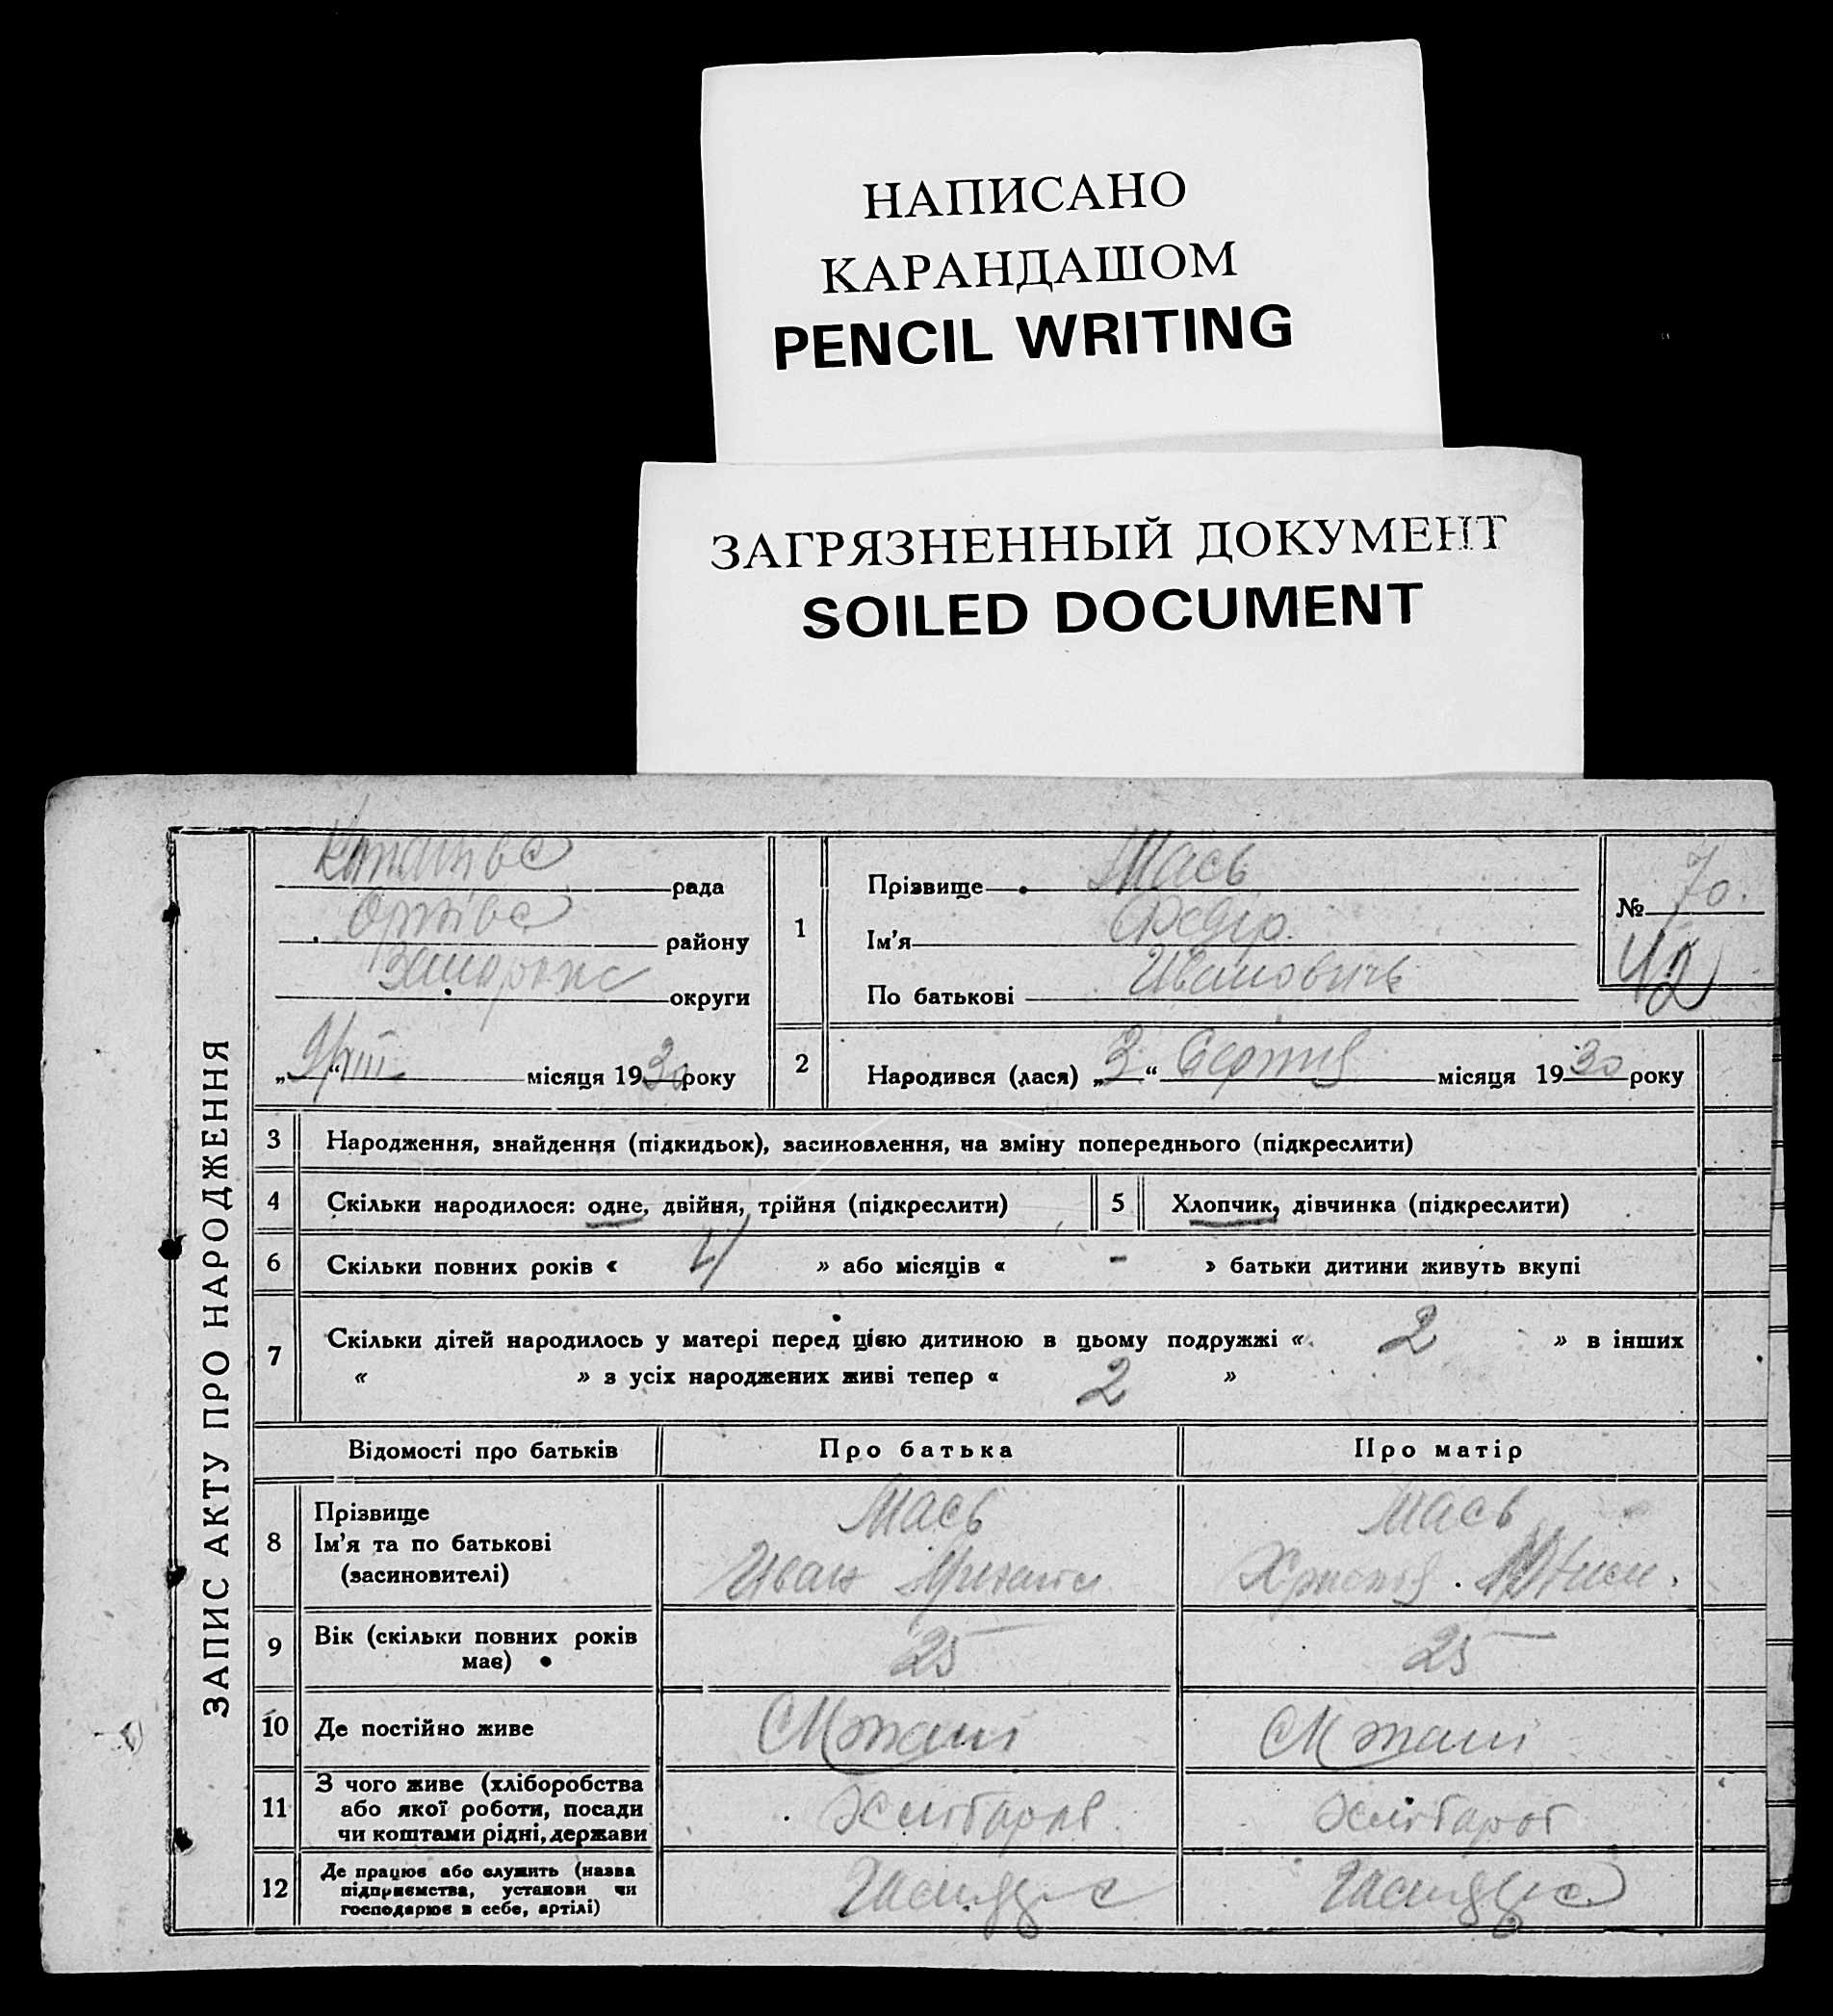 НАПИСАНО
КАРАНДАШОМ
PENCIL WRITING
ЗАГРЯЗНЕННЫЙ ДОКУМЕНТ
SOILED DOCUMENT
ЗАПИС АКТУ ПРО НАРОДЖЕННЯ
рада
району
округи
„9“ VIII місяця 1930 року
1
Прізвище Мась
Ім'я Федір
По батькові Иванович
№ 70.
42
2
Народився (лася) „3“ Серпня місяця 1930 року
3 Народження, знайдення (підкидьок), засиновлення, на зміну попереднього (підкреслити)
4 Скільки народилося: одне, двійня, трійня (підкреслити)
5 Хлопчик, дівчинка (підкреслити)
6 Скільки повних років « 4 » або місяців « - » батьки дитини живуть вкупі
7 Скільки дітей народилось у матері перед цією дитиною в цьому подружжі « 2 » в інших
« » з усіх народжених живі тепер « 2 »
Відомості про батьків Про батька Про матір
8
Прізвище Мась Мась
Ім'я та по батькові Иван
(засиновителі)
9 Вік (скільки повних років 25 25
має)
10 Де постійно живе
11
З чого живе (хліборобства
або якої роботи, посади
чи коштами рідні, держави
12
Де працює або служить (назва
підприємства, установи чи
господарює в себе, артілі)